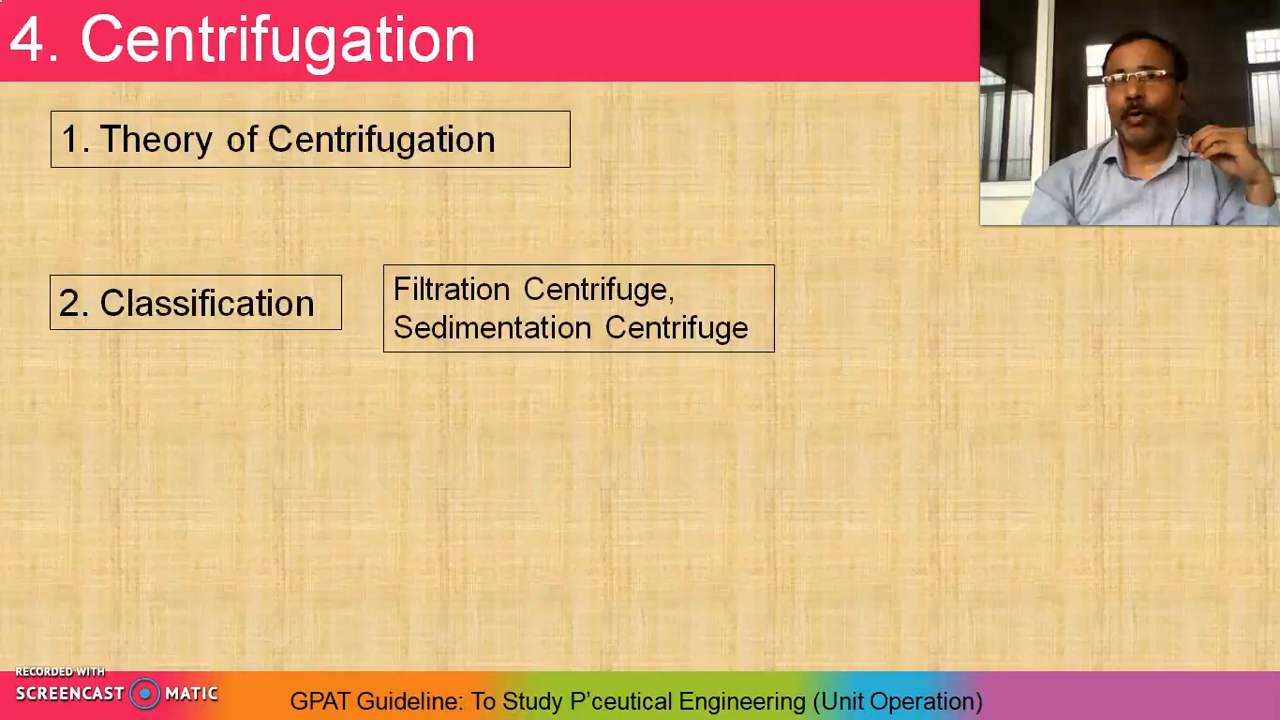 4. Centrifugation
1. Theory of Centrifugation
2. Classification
Filtration Centrifuge,
Sedimentation Centrifuge
RECORDED WITH
SCREENCAST MATIC
GPAT Guideline: To Study P'ceutical Engineering (Unit Operation)